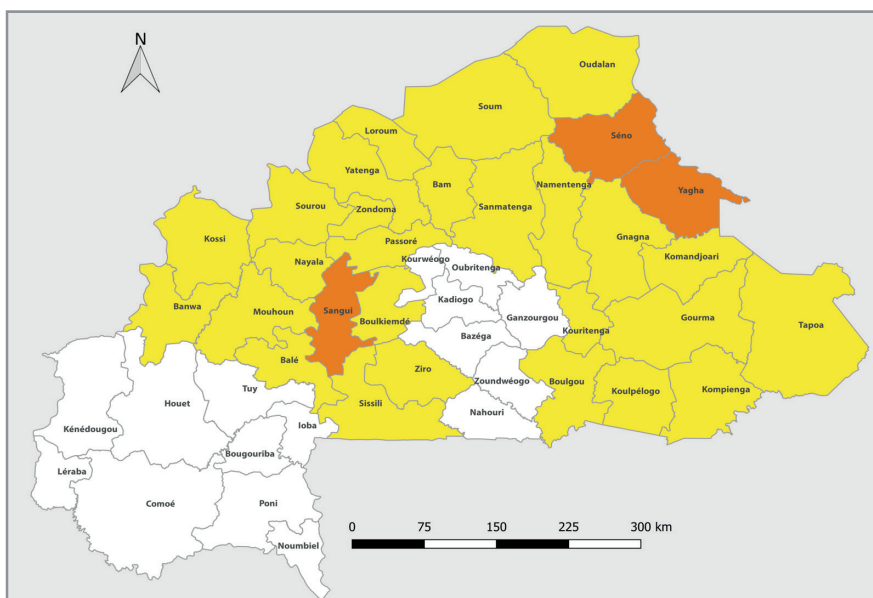 N
Oudalan
Soum
Séno
Loroum
Yatenga
Bam
Namentenga
Yagha
Sourou
Zondoma
Sanmatenga
Kossi
Passoré
Gnagna
Nayala
Kourwéogo
Oubritenga
Komandjoari
Banwa
Mouhoun
Sangui
Kadiogo
Boulkiemdé
Ganzourgou
Kouritenga
Gourma
Tapoa
Bazéga
Balé
Ziro
Zoundwéogo
Boulgou
Koulpélogo
Kompienga
Tuy
Houet
Sissili
Nahouri
Kénédougou
Ioba
Bougouriba
Léraba
Comoé
Poni
Noumbiel
0 75 150 225 300 km